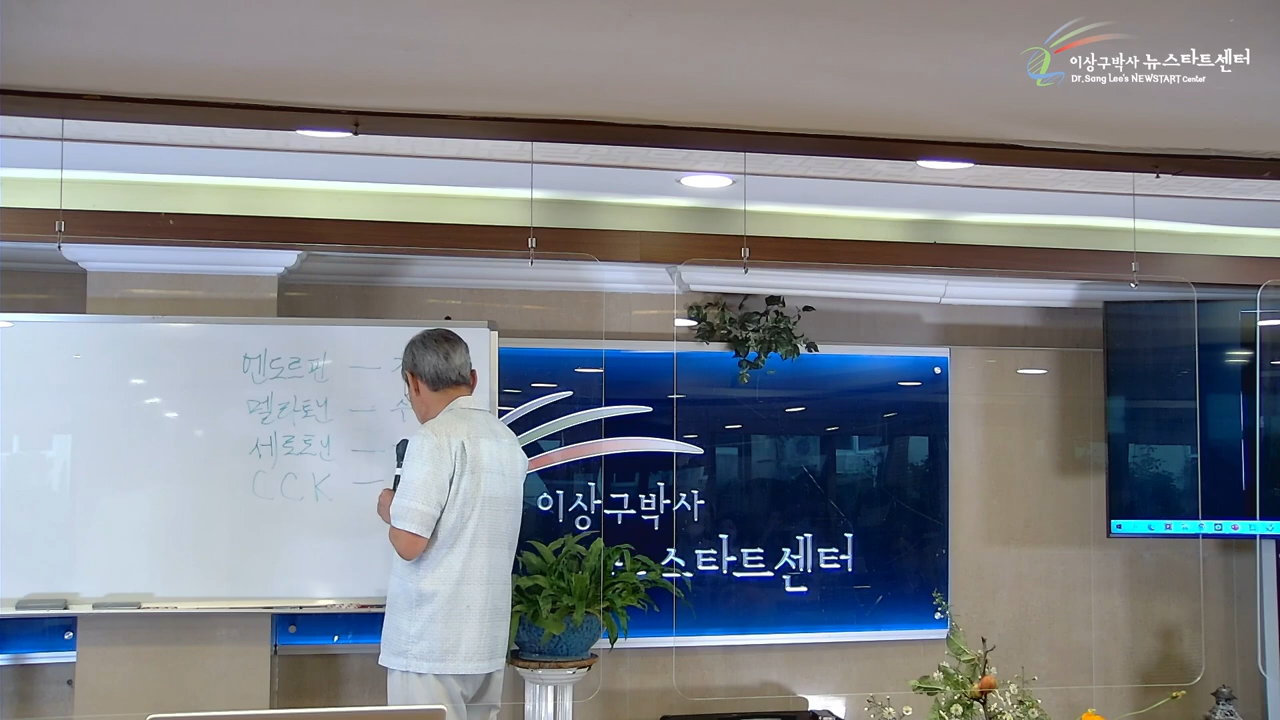 이상구박사 뉴스타트센터
Dr. Sang Lee's NEWSTART Center
엔도르핀 —
멜라토닌 — 수
세로토닌 —
CCK —
이상구박사
스타트센터